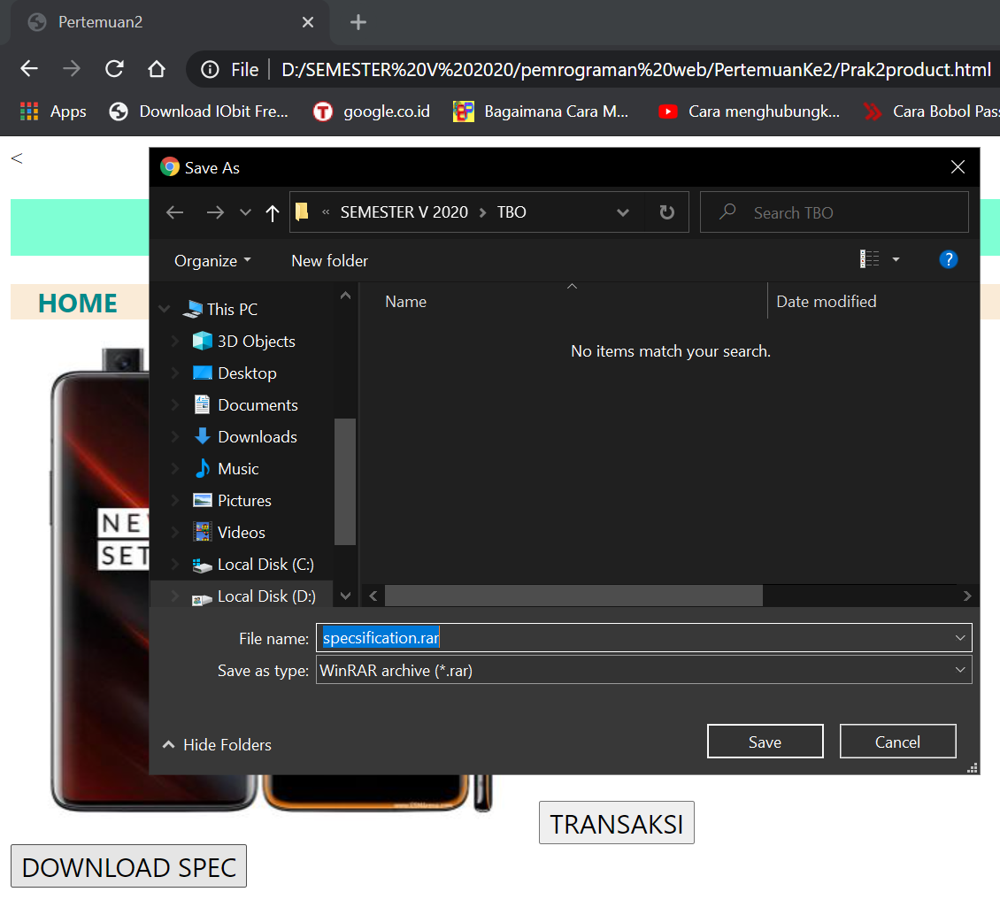 Pertemuan2
File | D:/SEMESTER%20V%202020/pemrograman%20web/PertemuanKe2/Prak2product.html
Apps Download IObit Fre... google.co.id Bagaimana Cara M... Cara menghubungk... Cara Bobol Pas
<
Save As
« SEMESTER V 2020 > TBO Search TBO
Organize New folder
?
HOME
This PC
3D Objects
Desktop
Documents
Downloads
Music
Pictures
Videos
Local Disk (C:)
Local Disk (D:)
Name Date modified
No items match your search.
NE
SET
File name: specsification.rar
Save as type: WinRAR archive (*.rar)
Hide Folders Save Cancel
TRANSAKSI
DOWNLOAD SPEC